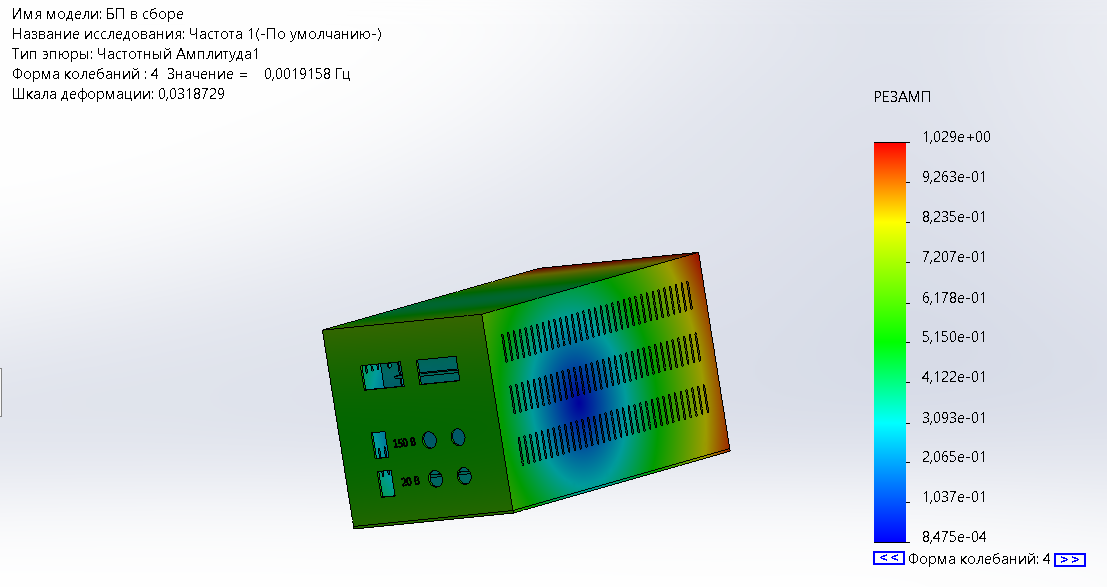 Имя модели: БП в сборе
Название исследования: Частота 1(-По умолчанию-)
Тип эпюры: Частотный Амплитуда1
Форма колебаний : 4 Значение = 0,0019158 Гц
Шкала деформации: 0,0318729
РЕЗАМП
1,029e+00
9,263e-01
8,235e-01
7,207e-01
6,178e-01
5,150e-01
4,122e-01
3,093e-01
2,065e-01
1,037e-01
8,475e-04
150 В
20 В
<< Форма колебаний: 4 >>